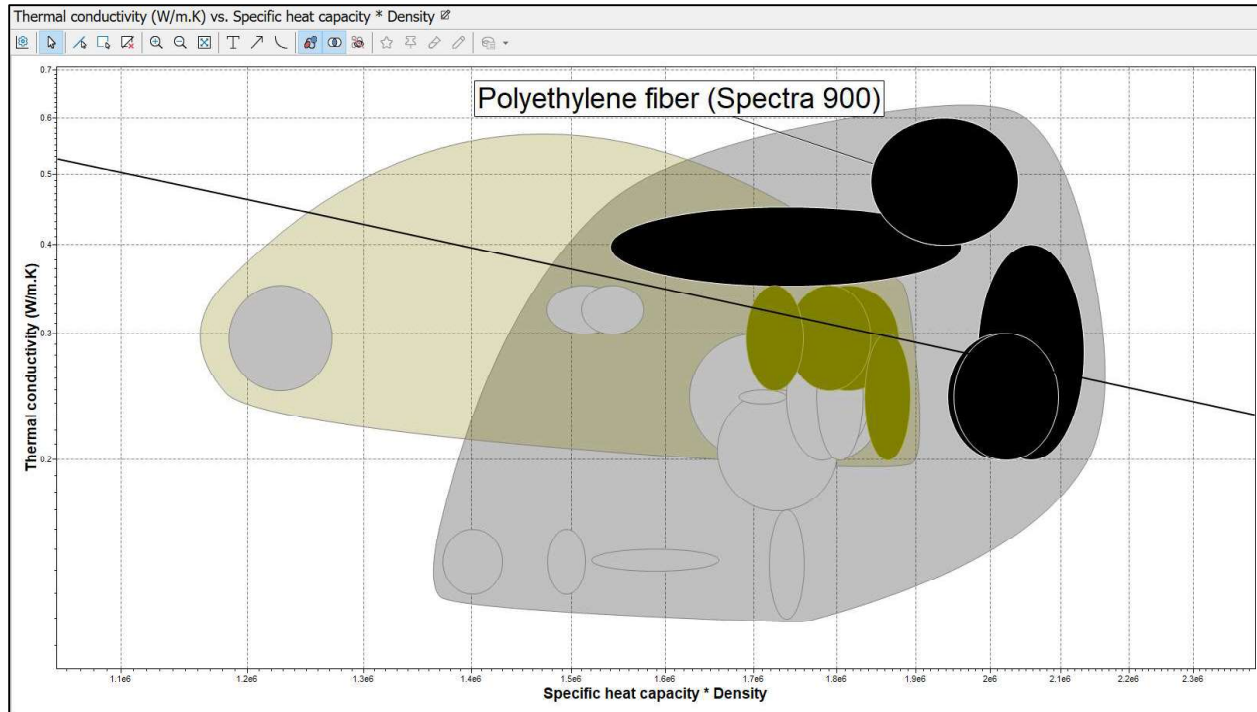 Thermal conductivity (W/m.K) vs. Specific heat capacity * Density
Polyethylene fiber (Spectra 900)
Thermal conductivity (W/m.K)
0.7
0.6
0.5
0.4
0.3
0.2
1.1e6 1.2e6 1.3e6 1.4e6 1.5e6 1.6e6 1.7e6 1.8e6 1.9e6 2e6 2.1e6 2.2e6 2.3e6
Specific heat capacity * Density